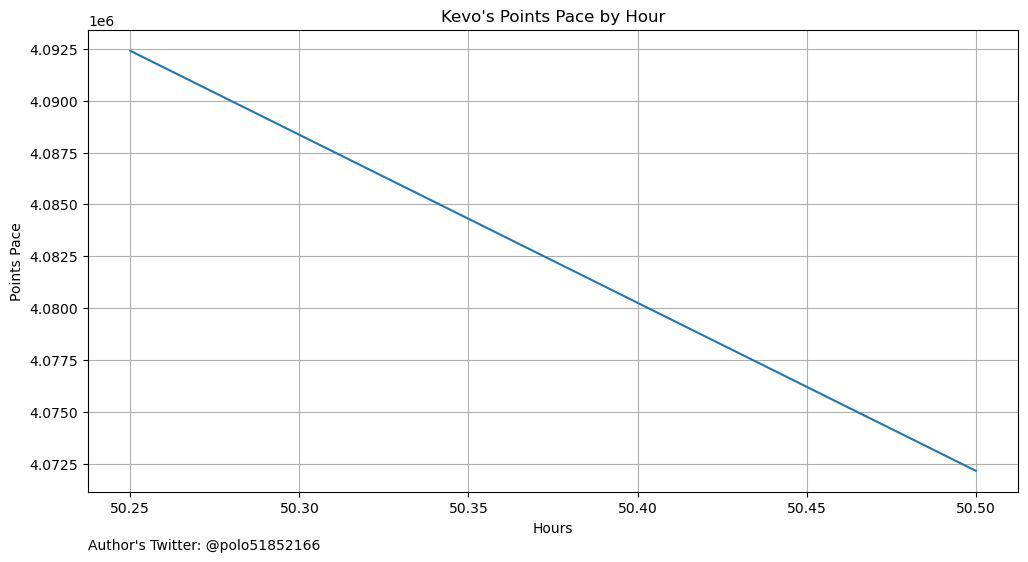 Kevo's Points Pace by Hour
1e6
4.0925
4.0900
4.0875
4.0850
4.0825
4.0800
4.0775
4.0750
4.0725
Points Pace
50.25 50.30 50.35 50.40 50.45 50.50
Hours
Author's Twitter: @polo51852166